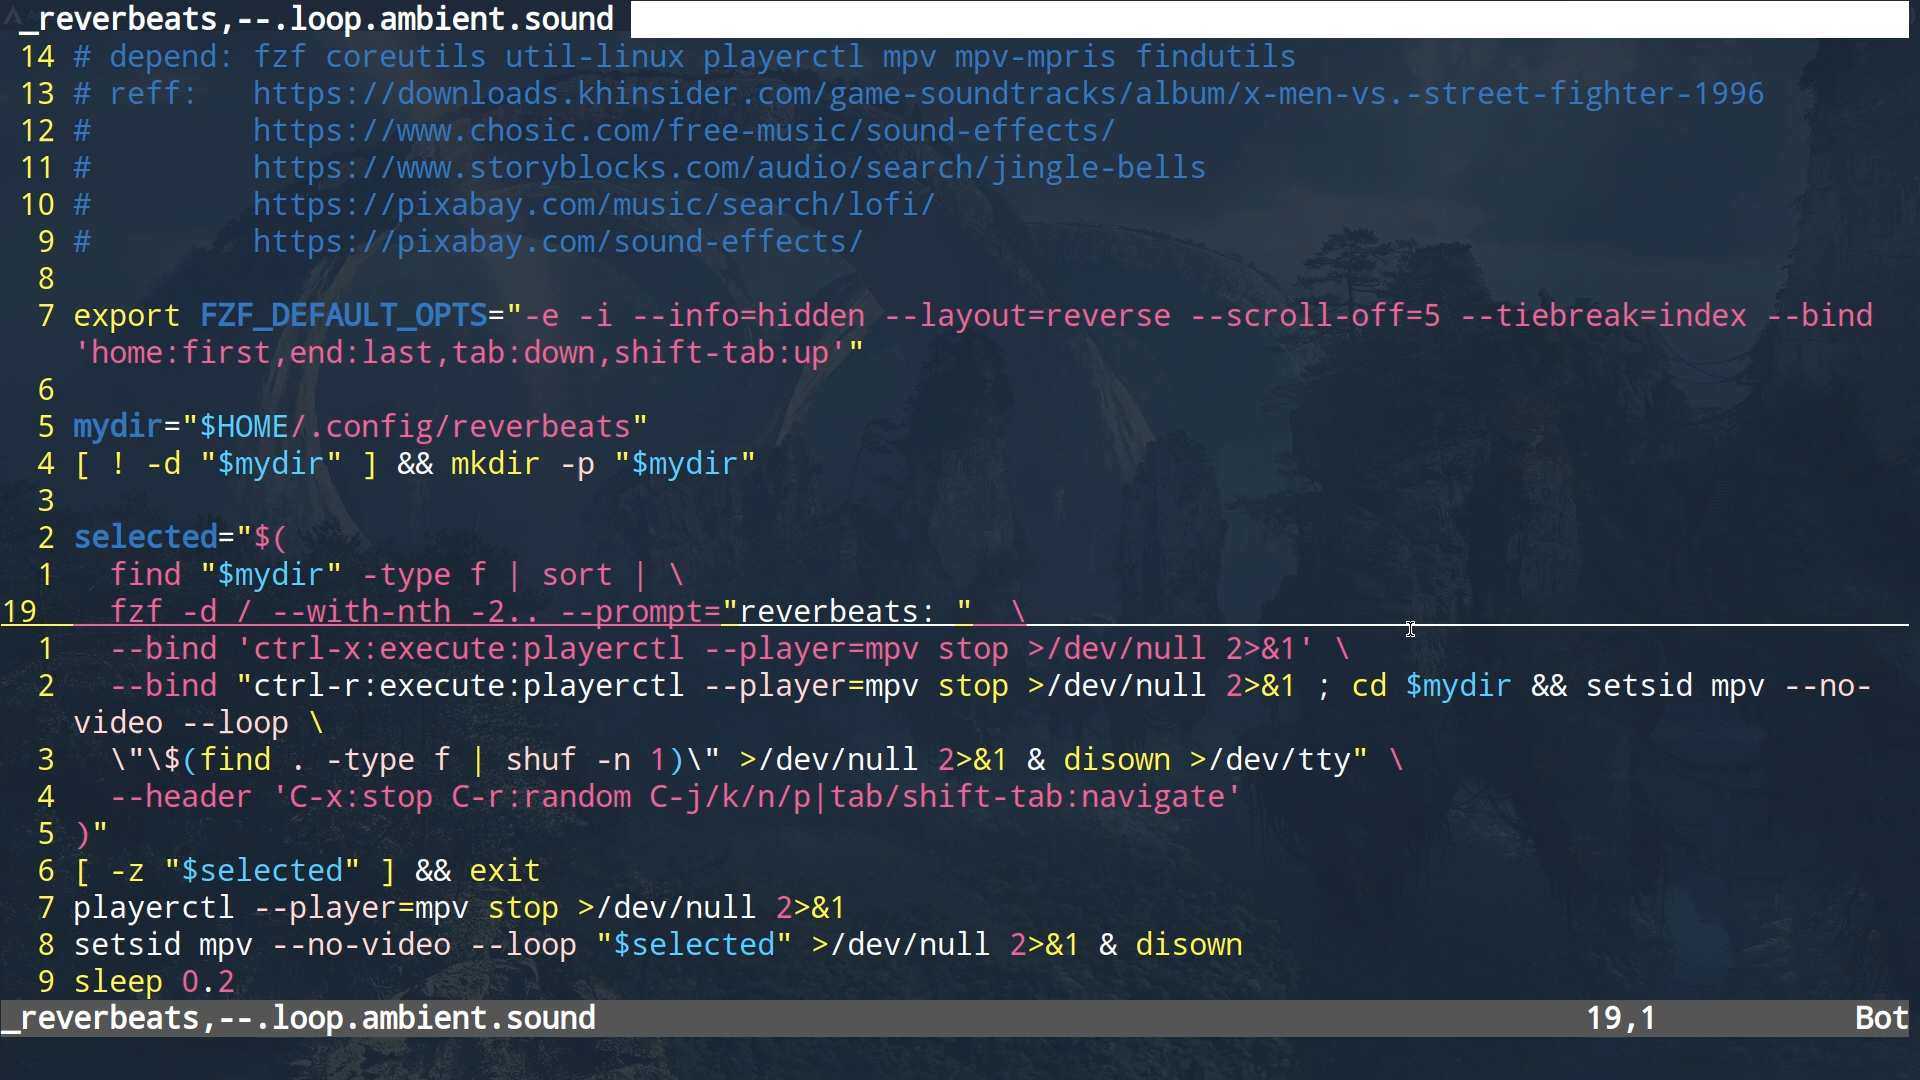 _reverbeats,--.loop.ambient.sound
14 # depend: fzf coreutils util-linux playerctl mpv mpv-mpris findutils
13 # reff:   https://downloads.khinsider.com/game-soundtracks/album/x-men-vs.-street-fighter-1996
12 #         https://www.chosic.com/free-music/sound-effects/
11 #         https://www.storyblocks.com/audio/search/jingle-bells
10 #         https://pixabay.com/music/search/lofi/
9 #         https://pixabay.com/sound-effects/
8
7 export FZF_DEFAULT_OPTS="-e -i --info=hidden --layout=reverse --scroll-off=5 --tiebreak=index --bind
'home:first,end:last,tab:down,shift-tab:up'"
6
5 mydir="$HOME/.config/reverbeats"
4 [ ! -d "$mydir" ] && mkdir -p "$mydir"
3
2 selected="$(
1   find "$mydir" -type f | sort | \
19   fzf -d / --with-nth -2.. --prompt="reverbeats: "  \
1   --bind 'ctrl-x:execute:playerctl --player=mpv stop >/dev/null 2>&1' \
2   --bind "ctrl-r:execute:playerctl --player=mpv stop >/dev/null 2>&1 ; cd $mydir && setsid mpv --no-
video --loop \
3   \"\$(find . -type f | shuf -n 1)\" >/dev/null 2>&1 & disown >/dev/tty" \
4   --header 'C-x:stop C-r:random C-j/k/n/p|tab/shift-tab:navigate'
5 )"
6 [ -z "$selected" ] && exit
7 playerctl --player=mpv stop >/dev/null 2>&1
8 setsid mpv --no-video --loop "$selected" >/dev/null 2>&1 & disown
9 sleep 0.2
_reverbeats,--.loop.ambient.sound 19,1 Bot